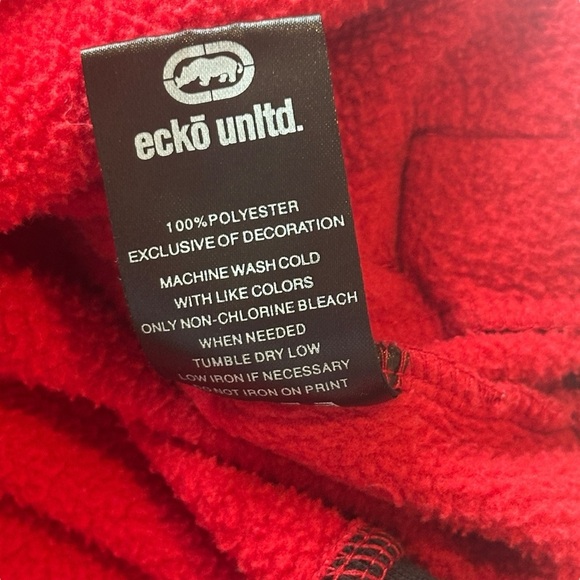 eckō unltd.
100% POLYESTER
EXCLUSIVE OF DECORATION
MACHINE WASH COLD
WITH LIKE COLORS
ONLY NON-CHLORINE BLEACH
WHEN NEEDED
TUMBLE DRY LOW
LOW IRON IF NECESSARY
NOT IRON ON PRINT